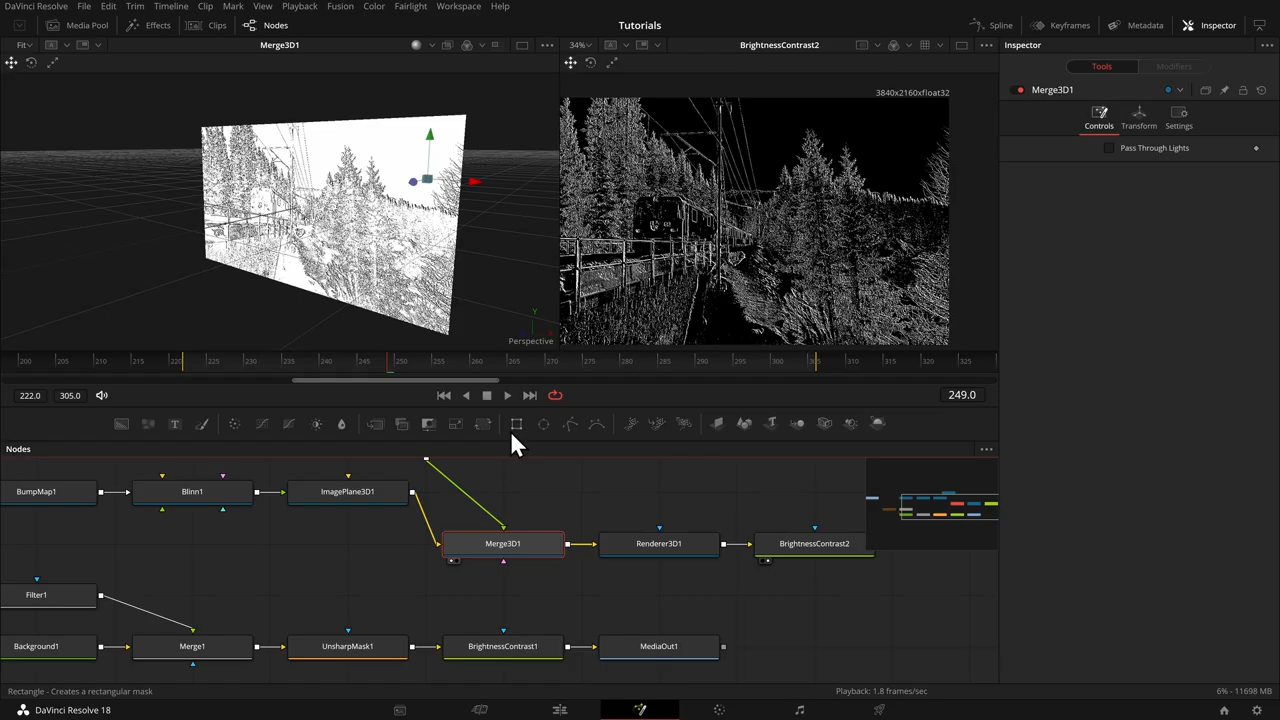 DaVinci Resolve File Edit Trim Timeline Clip Mark View Playback Fusion Color Fairlight Workspace Help
Media Pool Effects Clips Nodes Tutorials Spline Keyframes Metadata Inspector
Fit Merge3D1 34% BrightnessContrast2 Inspector
Tools Modifiers
3840x2160xfloat32
Merge3D1
Controls Transform Settings
Pass Through Lights
Y
Perspective
200 205 210 215 220 225 230 235 240 245 250 255 260 265 270 275 280 285 290 295 300 305 310 315 320 325
222.0 305.0 249.0
Nodes
BumpMap1 Blinn1 ImagePlane3D1
Merge3D1 Renderer3D1 BrightnessContrast2
Filter1
Background1 Merge1 UnsharpMask1 BrightnessContrast1 MediaOut1
Rectangle - Creates a rectangular mask Playback: 1.8 frames/sec 6% - 11698 MB
DaVinci Resolve 18